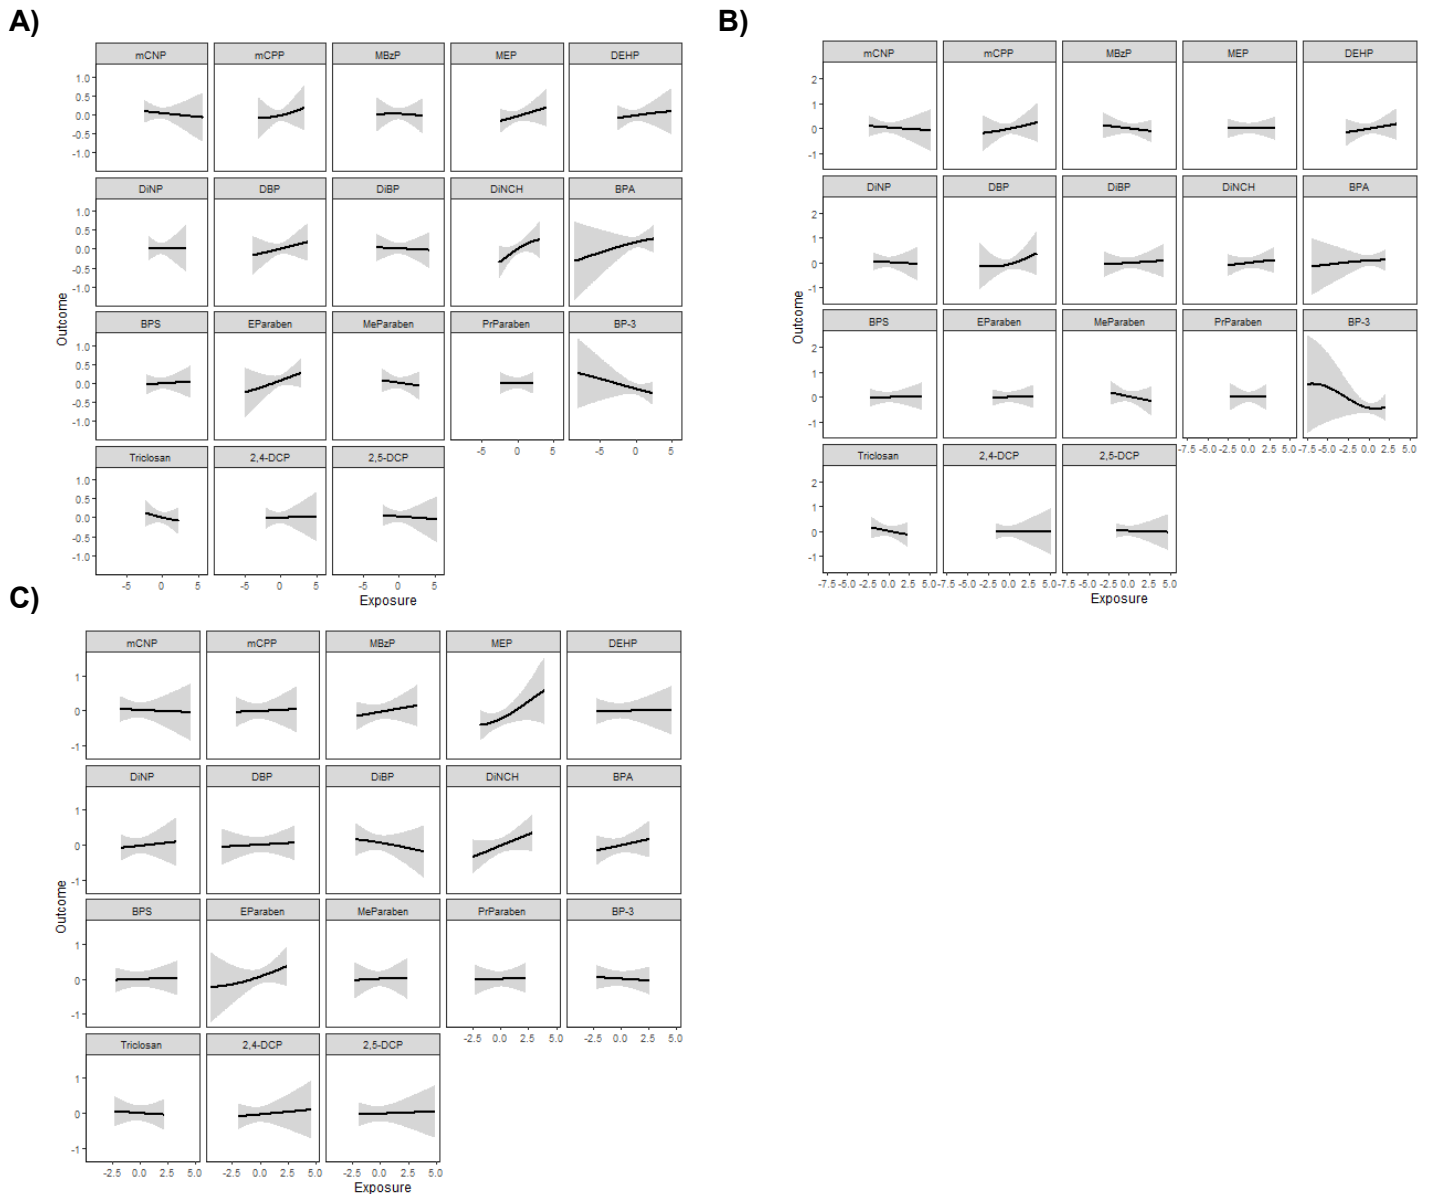 A)
mCNP mCPP MBzP MEP DEHP
1.0
0.5
0.0
-0.5
-1.0
DiNP DBP DiBP DiNCH BPA
1.0
0.5
0.0
-0.5
-1.0
Outcome
BPS EParaben MeParaben PrParaben BP-3
1.0
0.5
0.0
-0.5
-1.0
-5 0 5 -5 0 5
Triclosan 2,4-DCP 2,5-DCP
1.0
0.5
0.0
-0.5
-1.0
-5 0 5 -5 0 5 -5 0 5
Exposure
B)
mCNP mCPP MBzP MEP DEHP
2
1
0
-1
DiNP DBP DiBP DiNCH BPA
2
1
0
-1
Outcome
BPS EParaben MeParaben PrParaben BP-3
2
1
0
-1
-7.5 -5.0 -2.5 0.0 2.5 5.0 -7.5 -5.0 -2.5 0.0 2.5 5.0
Triclosan 2,4-DCP 2,5-DCP
2
1
0
-1
-7.5 -5.0 -2.5 0.0 2.5 5.0 -7.5 -5.0 -2.5 0.0 2.5 5.0 -7.5 -5.0 -2.5 0.0 2.5 5.0
Exposure
C)
mCNP mCPP MBzP MEP DEHP
1
0
-1
DiNP DBP DiBP DiNCH BPA
1
0
-1
Outcome
BPS EParaben MeParaben PrParaben BP-3
1
0
-1
-2.5 0.0 2.5 5.0 -2.5 0.0 2.5 5.0
Triclosan 2,4-DCP 2,5-DCP
1
0
-1
-2.5 0.0 2.5 5.0 -2.5 0.0 2.5 5.0 -2.5 0.0 2.5 5.0
Exposure